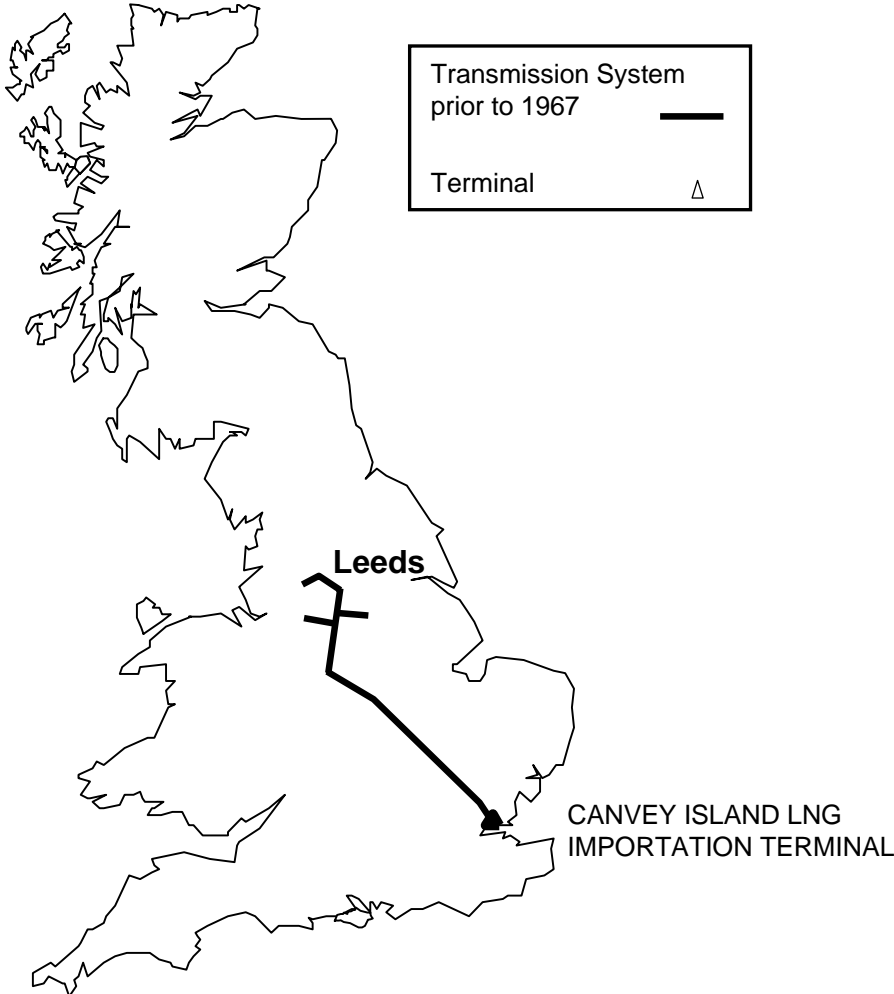 Transmission System
prior to 1967
Terminal
Leeds
CANVEY ISLAND LNG
IMPORTATION TERMINAL